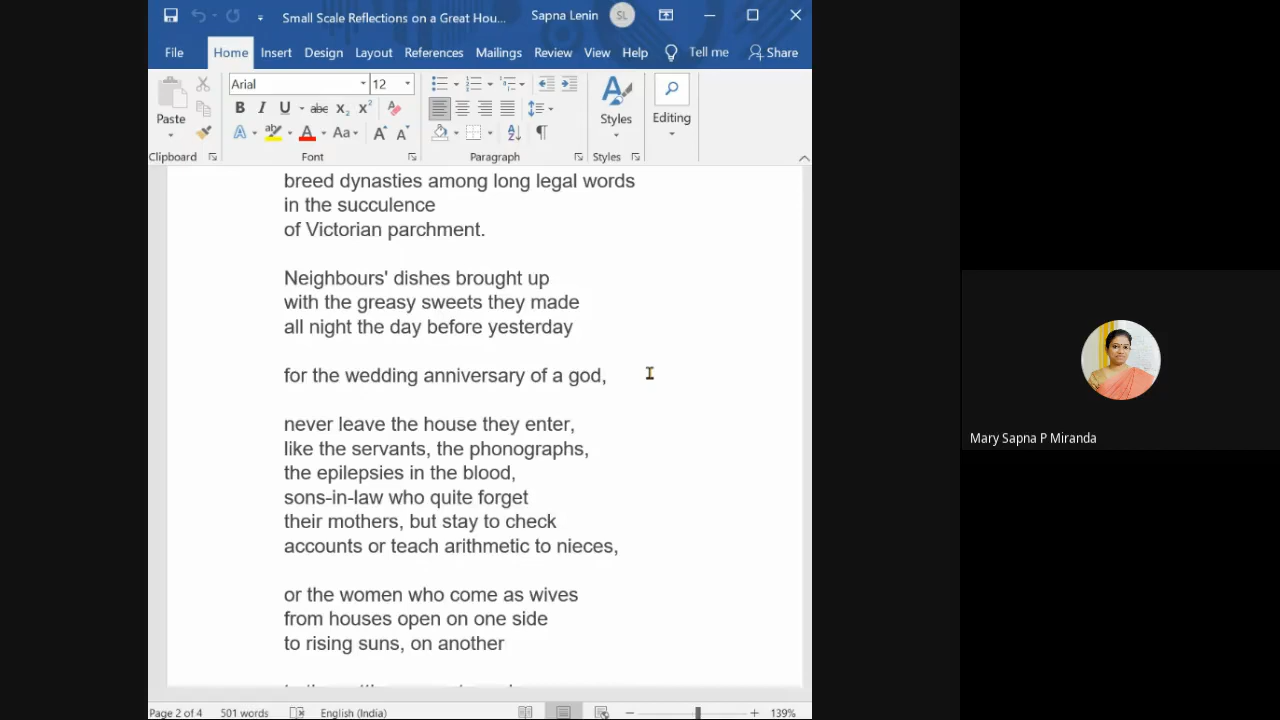 Small Scale Reflections on a Great Hou...
Sapna Lenin
SL
File
Home
Insert
Design
Layout
References
Mailings
Review
View
Help
Tell me
Share
Paste
Clipboard
Arial
12
B I U abc x₂ x²
A aby A Aa A A
Font
Paragraph
Styles
Styles
Editing
breed dynasties among long legal words
in the succulence
of Victorian parchment.
Neighbours' dishes brought up
with the greasy sweets they made
all night the day before yesterday
for the wedding anniversary of a god,
never leave the house they enter,
like the servants, the phonographs,
the epilepsies in the blood,
sons-in-law who quite forget
their mothers, but stay to check
accounts or teach arithmetic to nieces,
or the women who come as wives
from houses open on one side
to rising suns, on another
Page 2 of 4
501 words
English (India)
139%
Mary Sapna P Miranda